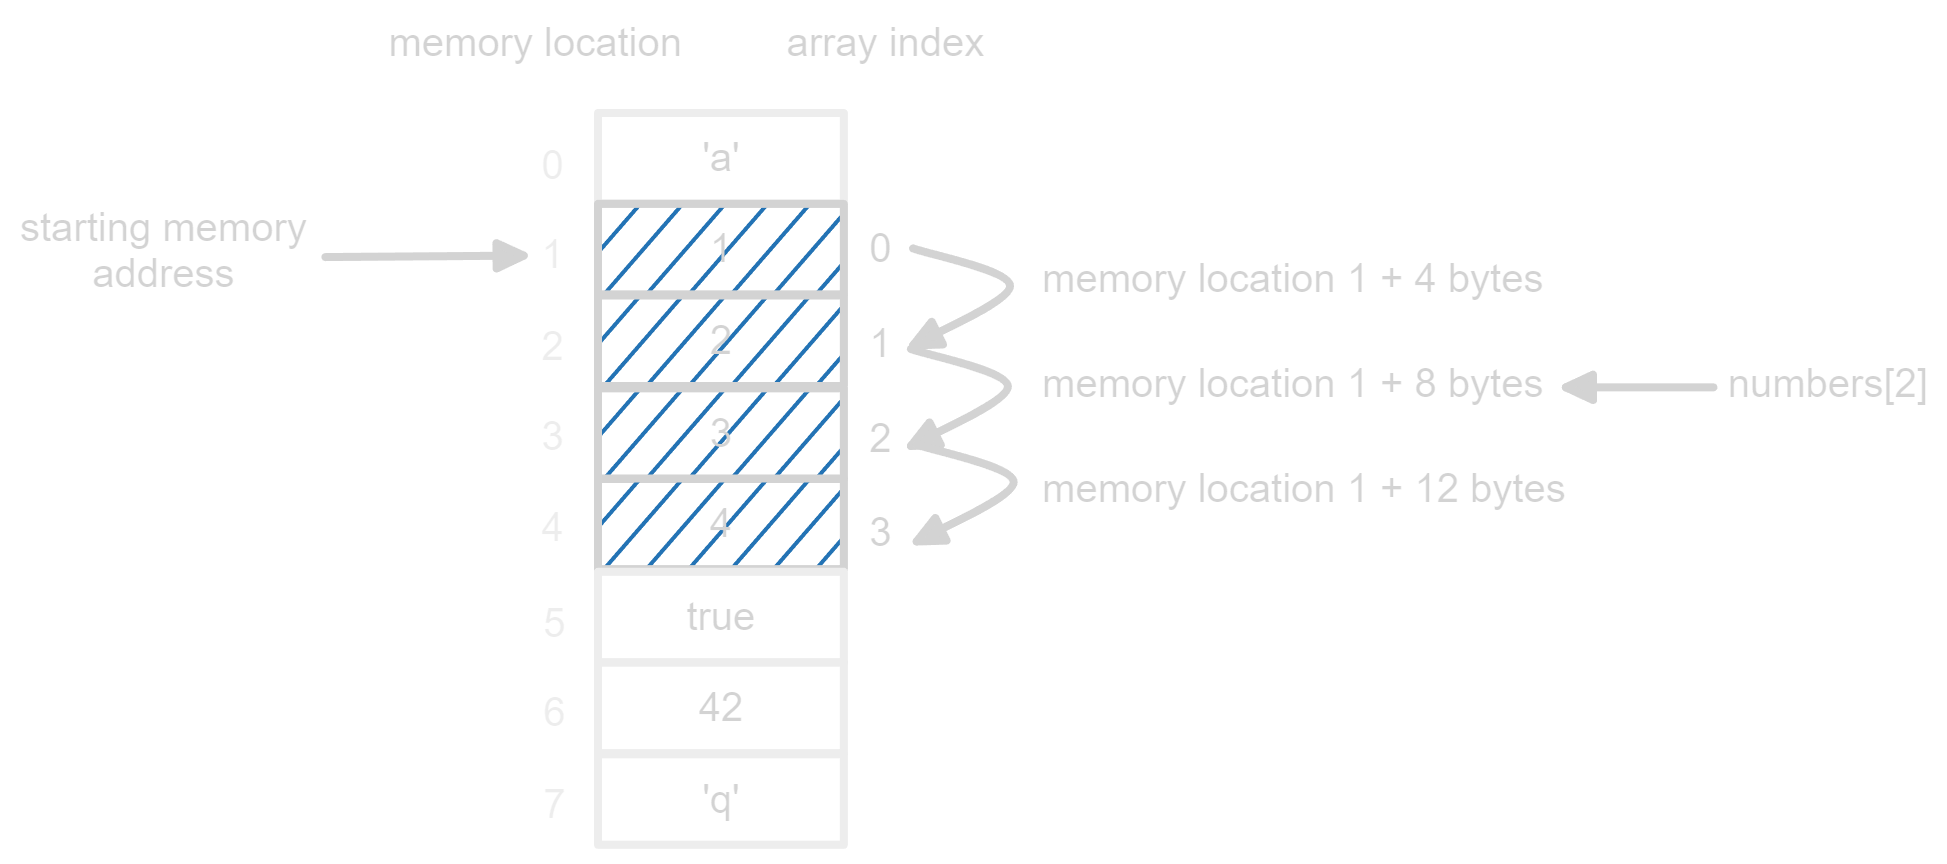 memory location array index
0 'a'
starting memory
address
1 1 0
memory location 1 + 4 bytes
2 2 1
memory location 1 + 8 bytes numbers[2]
3 3 2
memory location 1 + 12 bytes
4 4 3
5 true
6 42
7 'q'